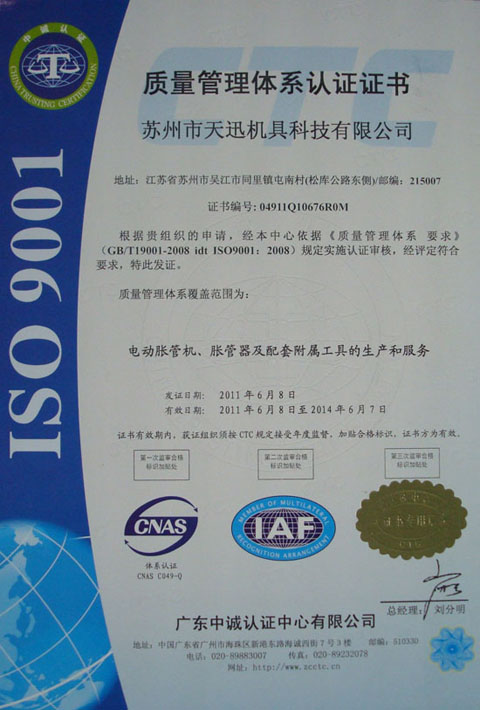 中诚认证
CHINA TRUSTING CERTIFICATION
CTC
ISO 9001
质量管理体系认证证书
苏州市天迅机具科技有限公司
地址：江苏省苏州市吴江市同里镇屯南村(松库公路东侧)/邮编：215007
证书编号: 04911Q10676R0M
根据贵组织的申请，经本中心依据《质量管理体系 要求》
（GB/T19001-2008 idt ISO9001：2008）规定实施认证审核，经评定符合
要求，特此发证。
质量管理体系覆盖范围为：
电动胀管机、胀管器及配套附属工具的生产和服务
发证日期： 2011 年 6 月 8 日
有效日期： 2011 年 6 月 8 日至 2014 年 6 月 7 日
证书有效期内，获证组织须按 CTC 规定接受年度监督，加贴合格标识，证书方为有效。
第一次监审合格
标识加贴处
第二次监审合格
标识加贴处
第三次监审合格
标识加贴处
CNAS
体系认证
CNAS C049-Q
MEMBER OF MULTILATERAL
IAF
RECOGNITION ARRANGEMENT
证书专用章
CTC
总经理： 刘分明
广东中诚认证中心有限公司
地址：中国广东省广州市海珠区新港东路海诚西街 7 号 3 楼 邮编：510330
电话：020-89883007 传真：020-89232078
网址：http://www.zcctc.cn